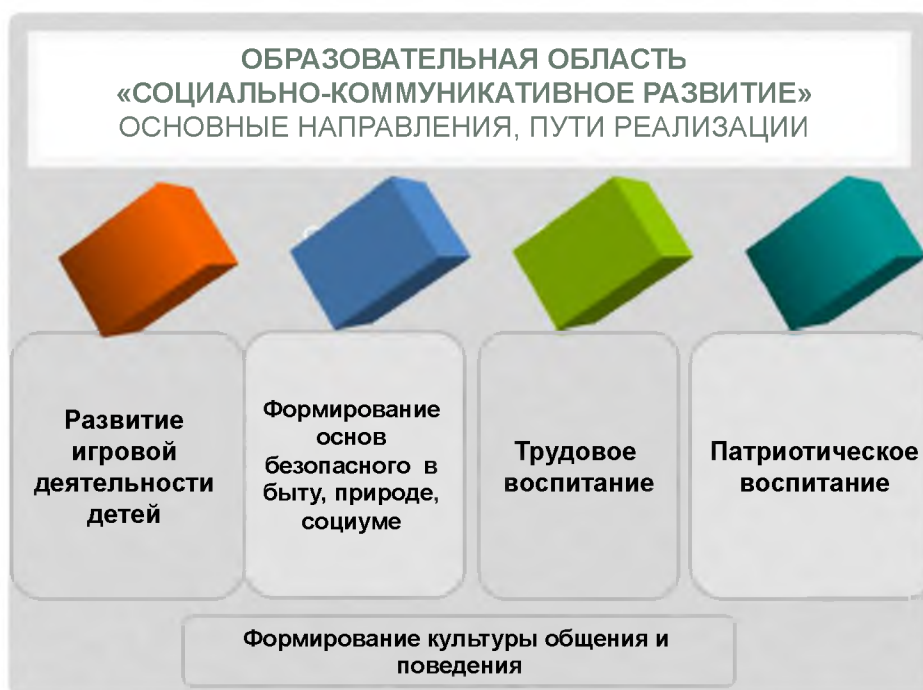 ОБРАЗОВАТЕЛЬНАЯ ОБЛАСТЬ
«СОЦИАЛЬНО-КОММУНИКАТИВНОЕ РАЗВИТИЕ»
ОСНОВНЫЕ НАПРАВЛЕНИЯ, ПУТИ РЕАЛИЗАЦИИ
Развитие
игровой
деятельности
детей
Формирование
основ
безопасного в
быту, природе,
социуме
Трудовое
воспитание
Патриотическое
воспитание
Формирование культуры общения и
поведения